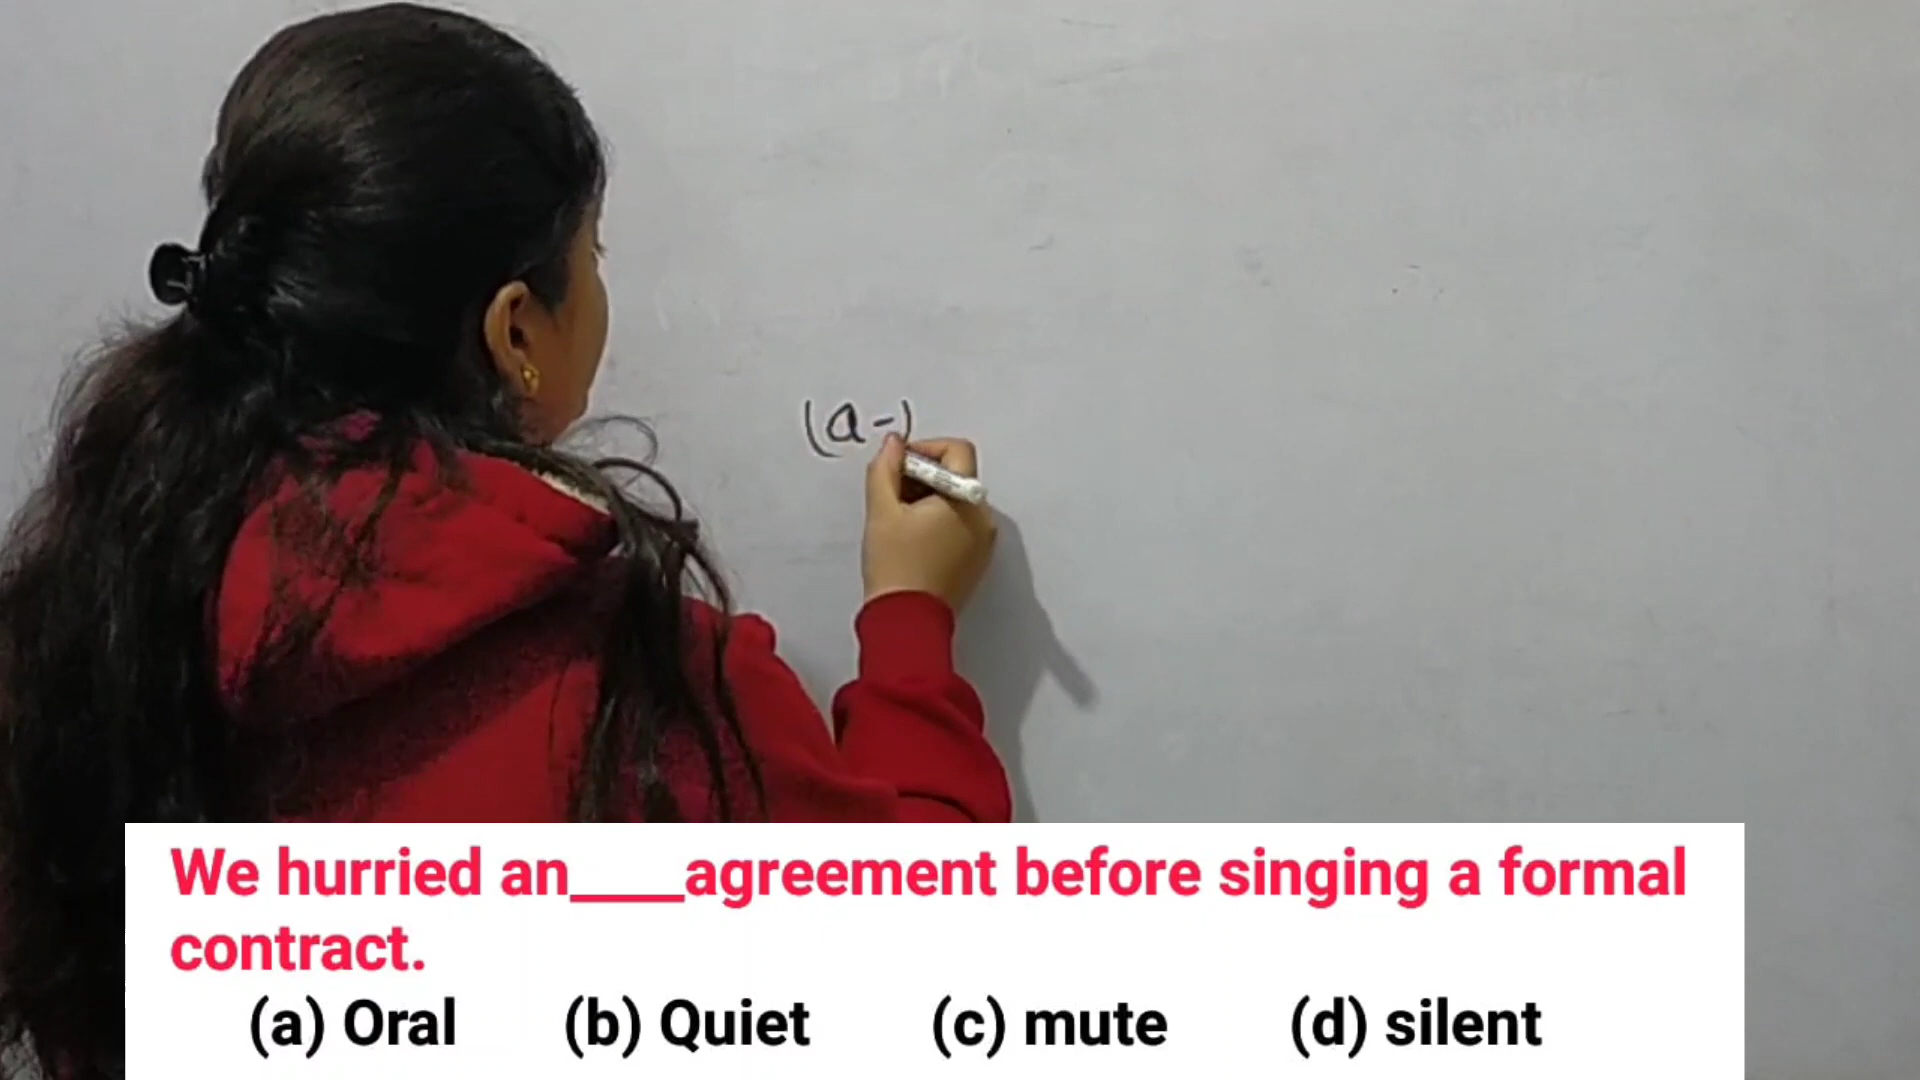 (a-)
We hurried an____agreement before singing a formal
contract.
(a) Oral (b) Quiet (c) mute (d) silent